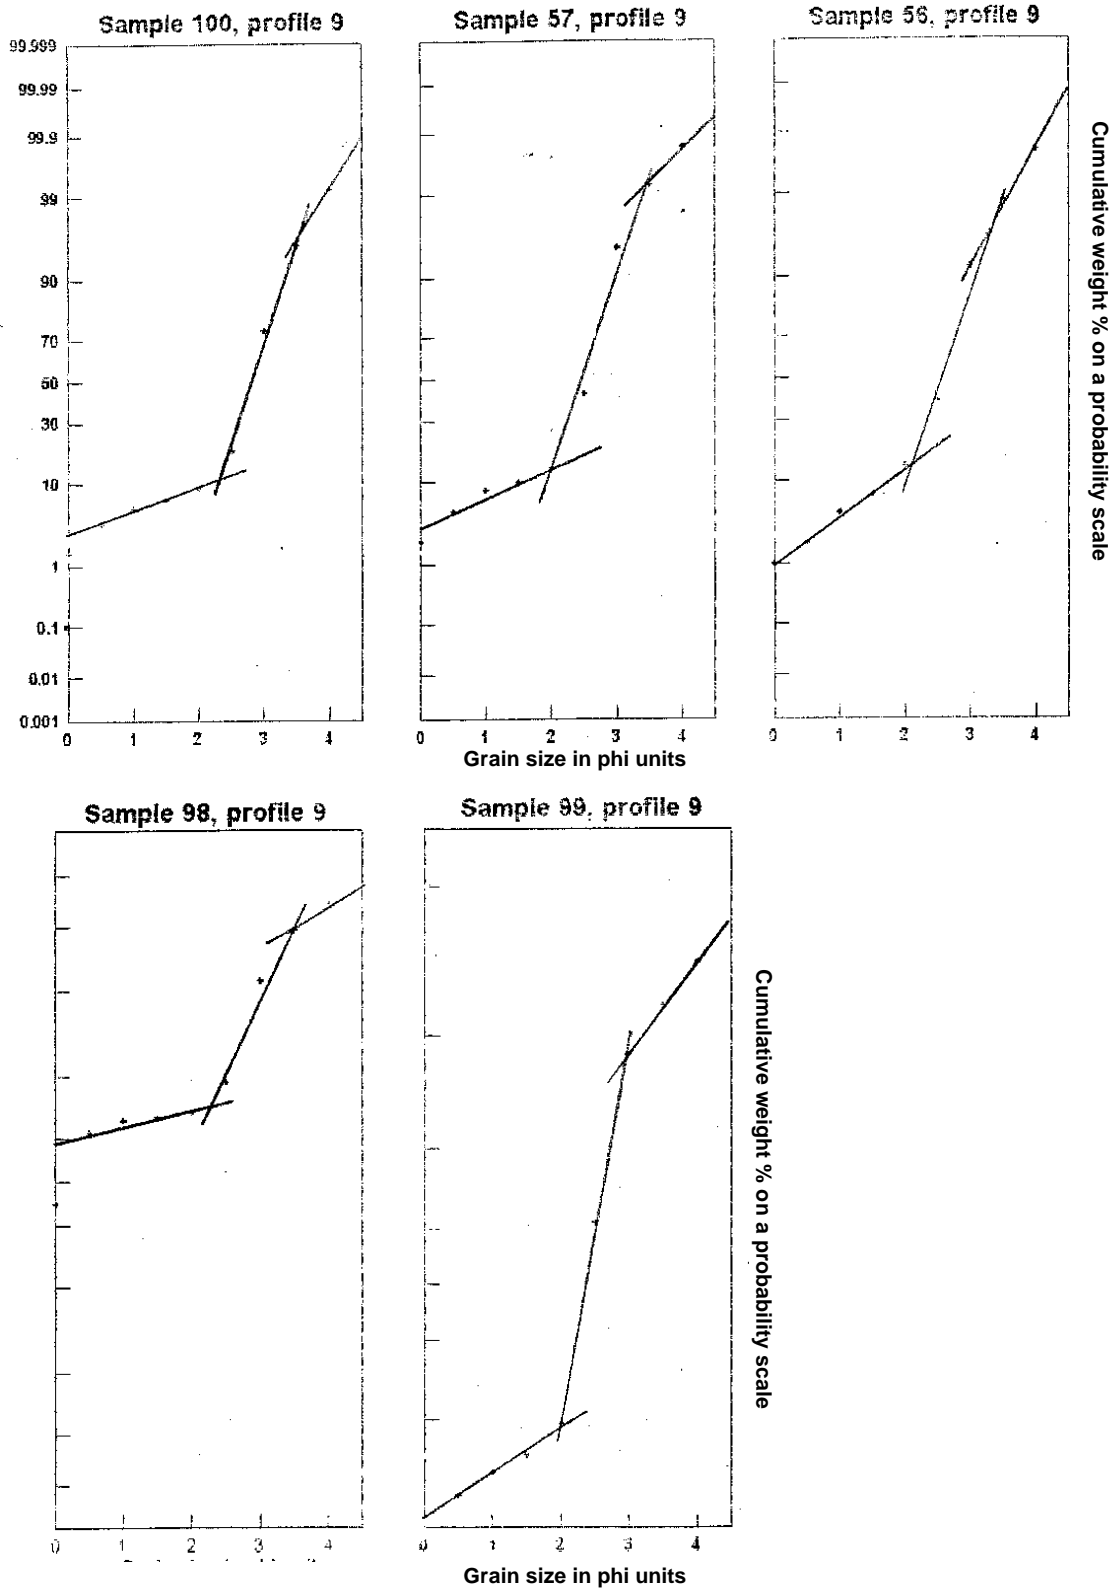 Sample 100, profile 9
Sample 57, profile 9
Sample 56, profile 9
99.999
99.99
99.9
99
90
70
50
30
10
1
0.1
0.01
0.001
0 1 2 3 4
0 1 2 3 4
0 1 2 3 4
Grain size in phi units
Cumulative weight % on a probability scale
Sample 98, profile 9
Sample 99, profile 9
0 1 2 3 4
0 1 2 3 4
Grain size in phi units
Cumulative weight % on a probability scale